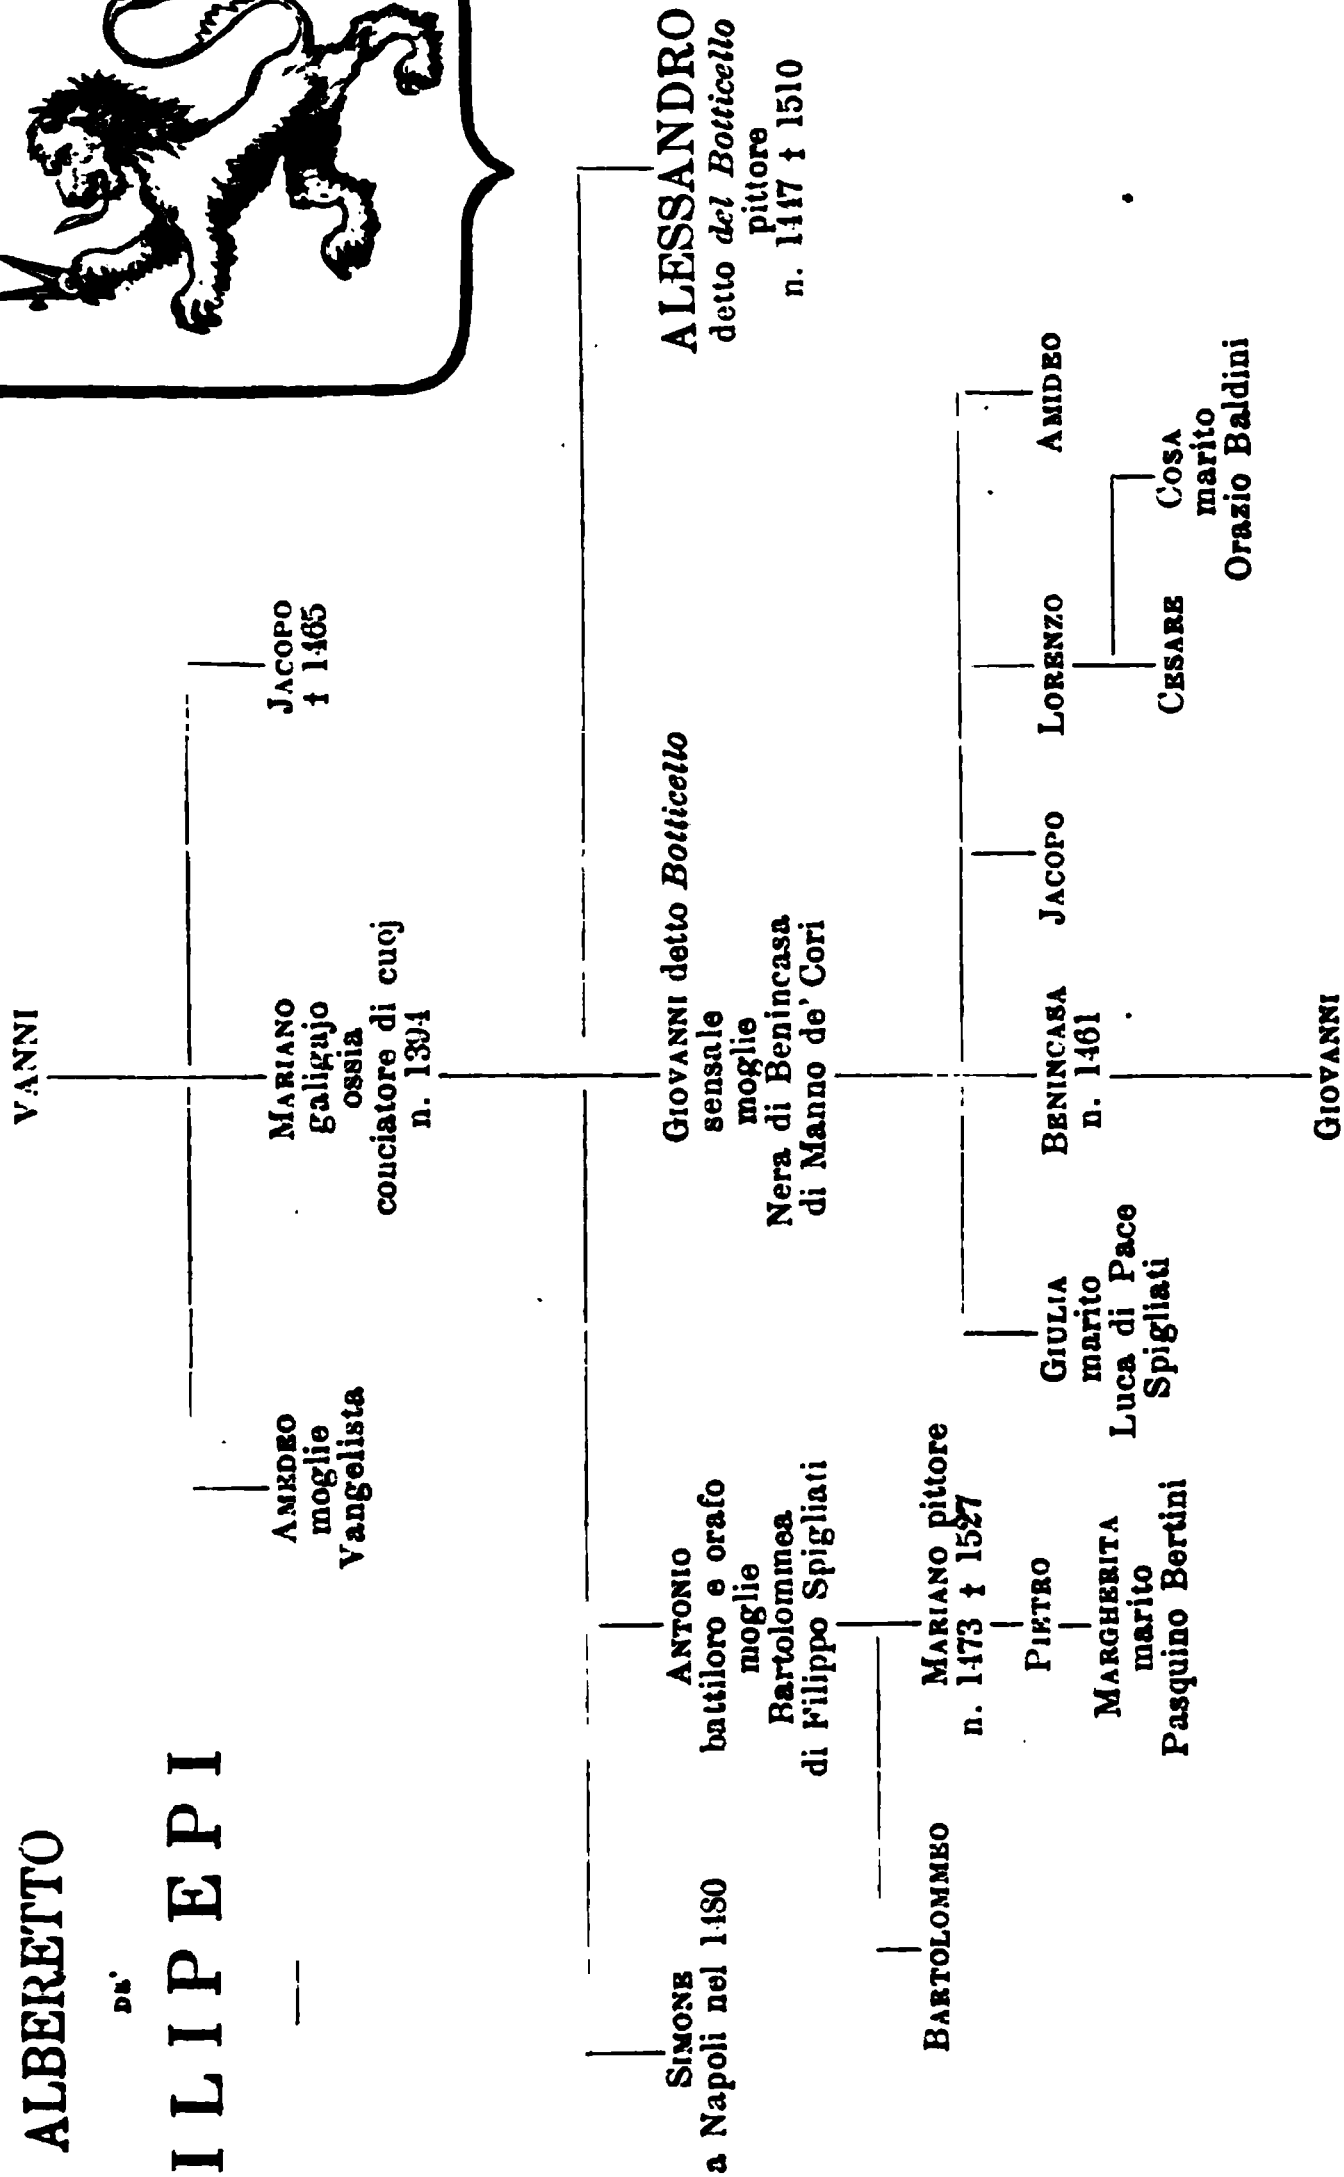 ALBERETTO
DE'
ILIPEPI
VANNI
AMEDEO
moglie
Vangelista
MARIANO
galigajo
ossia
conciatore di cuoj
n. 1394
JACOPO
† 1465
SIMONE
a Napoli nel 1480
ANTONIO
battiloro e orafo
moglie
Bartolommea
di Filippo Spigliati
GIOVANNI detto Botticello
sensale
moglie
Nera di Benincasa
di Manno de' Cori
ALESSANDRO
detto del Botticello
pittore
n. 1447 † 1510
BARTOLOMMEO
MARIANO pittore
n. 1473 † 1527
PIETRO
MARGHERITA
marito
Pasquino Bertini
GIULIA
marito
Luca di Pace
Spigliati
BENINCASA
n. 1461
JACOPO
LORENZO
AMIDEO
CESARE
COSA
marito
Orazio Baldini
GIOVANNI